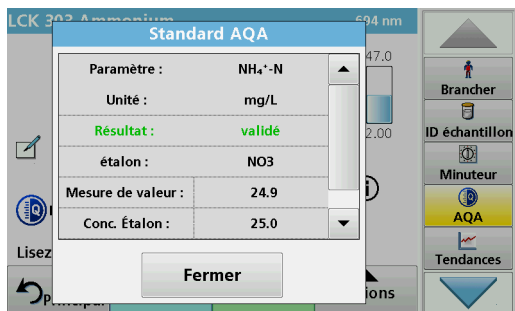 LCK 303 Ammonium 694 nm
Standard AQA
Paramètre : NH₄⁺-N
Unité : mg/L
Résultat : validé
étalon : NO3
Mesure de valeur : 24.9
Conc. Étalon : 25.0
Fermer
47.0
2.00
Lisez
ions
Brancher
ID échantillon
Minuteur
AQA
Tendances